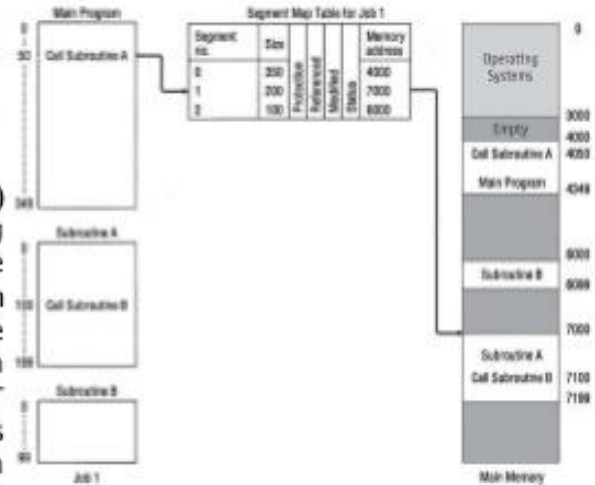 Main Program
0
50 Call Subroutine A
349
Subroutine A
0
100 Call Subroutine B
199
Subroutine B
0
99
Job 1
Segment Map Table for Job 1
Segment no. Size Protection Referenced Modified Status Memory address
0 350 4000
1 200 7000
2 100 6000
0
Operating Systems
3000
Empty
4000
Call Subroutine A 4050
Main Program
4349
6000
Subroutine B
6099
7000
Subroutine A
Call Subroutine B 7100
7199
Main Memory